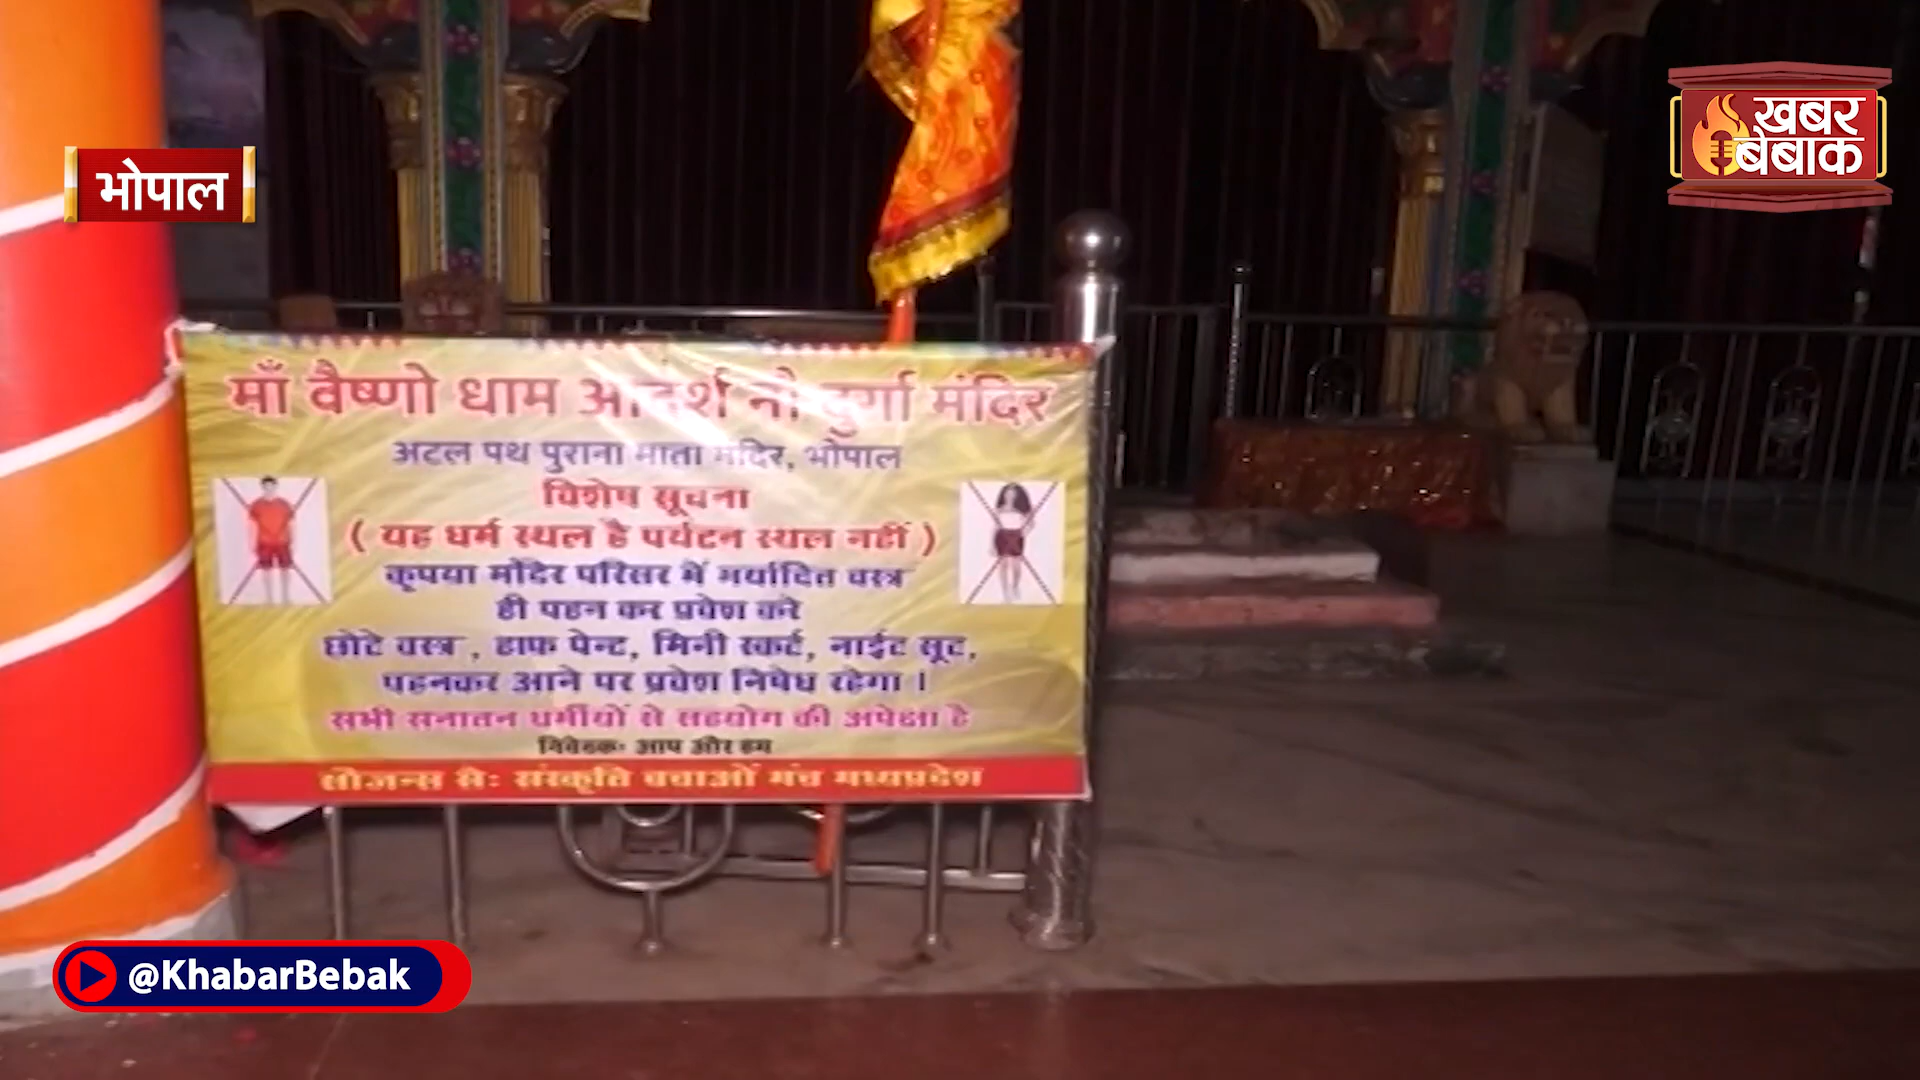 खबर
बेबाक
भोपाल
माँ वैष्णो धाम आदर्श नौ दुर्गा मंदिर
अटल पथ पुराना माता मंदिर, भोपाल
विशेष सूचना
( यह धर्म स्थल है पर्यटन स्थल नहीं )
कृपया मंदिर परिसर में मर्यादित वस्त्र
ही पहन कर प्रवेश करे
छोटे वस्त्र , हाफ पेन्ट, मिनी स्कर्ट, नाईट सूट,
पहनकर आने पर प्रवेश निषेध रहेगा ।
सभी सनातन धर्मीयों से सहयोग की अपेक्षा है
निवेदकः आप और हम
सौजन्य सेः संस्कृति बचाओं मंच मध्यप्रदेश
@KhabarBebak